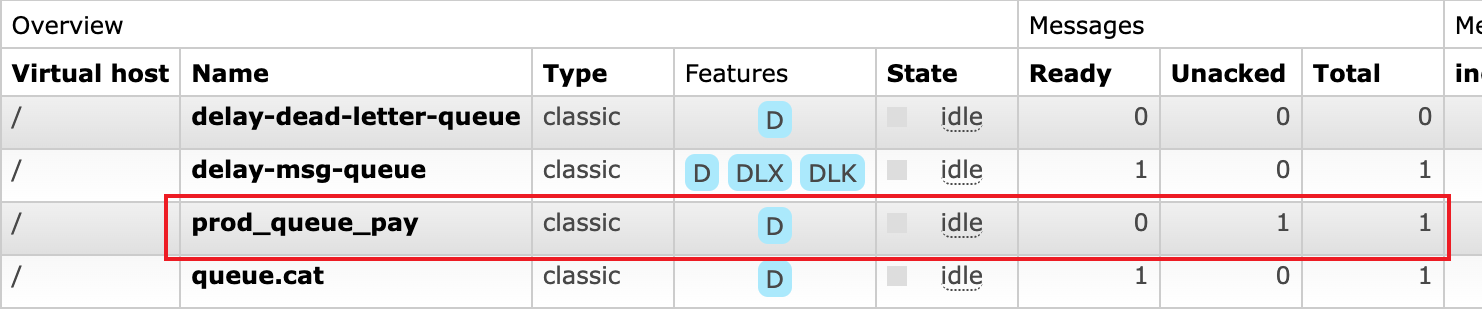 Overview Messages Me
Virtual host Name Type Features State Ready Unacked Total in
/ delay-dead-letter-queue classic D idle 0 0 0
/ delay-msg-queue classic D DLX DLK idle 1 0 1
/ prod_queue_pay classic D idle 0 1 1
/ queue.cat classic D idle 1 0 1